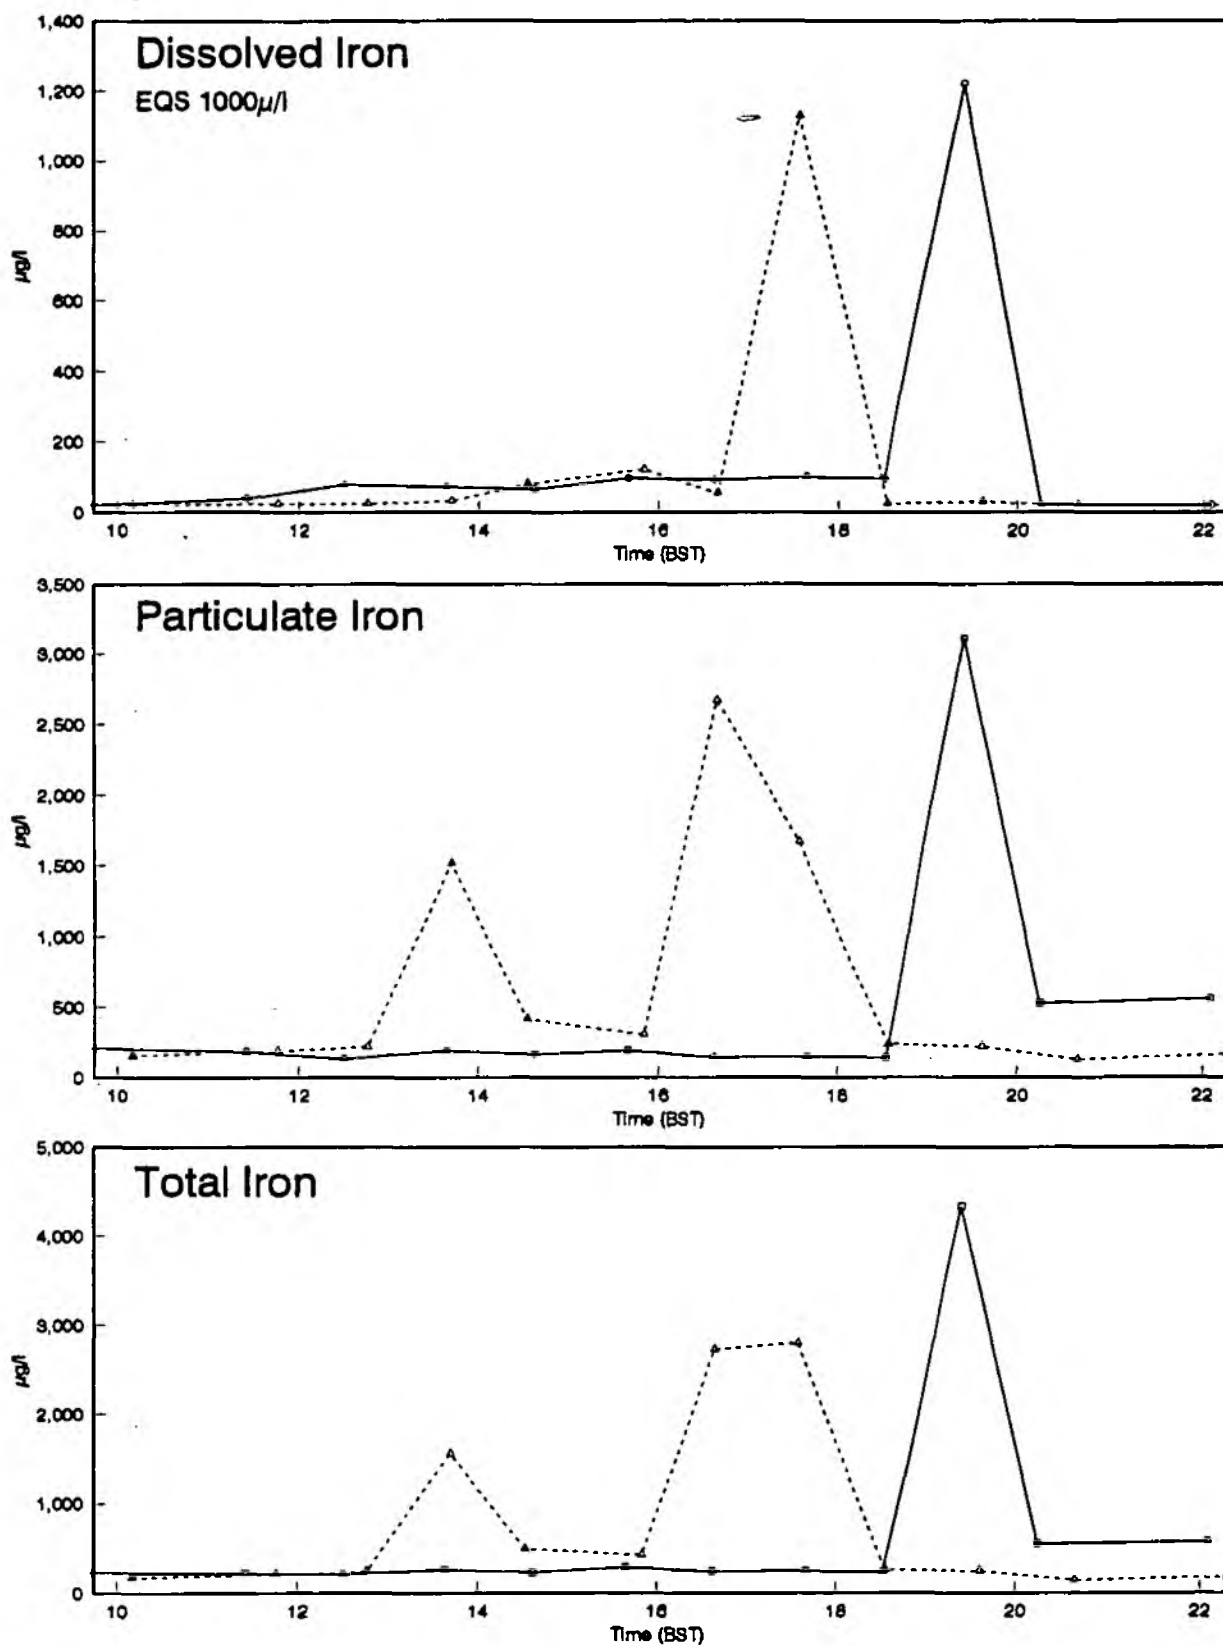 1,400
Dissolved Iron
EQS 1000µ/l
1,200
1,000
800
600
400
200
0
µg/l
10 12 14 16 18 20 22
Time (BST)
3,500
Particulate Iron
3,000
2,500
2,000
1,500
1,000
500
0
µg/l
10 12 14 16 18 20 22
Time (BST)
5,000
Total Iron
4,000
3,000
2,000
1,000
0
µg/l
10 12 14 16 18 20 22
Time (BST)